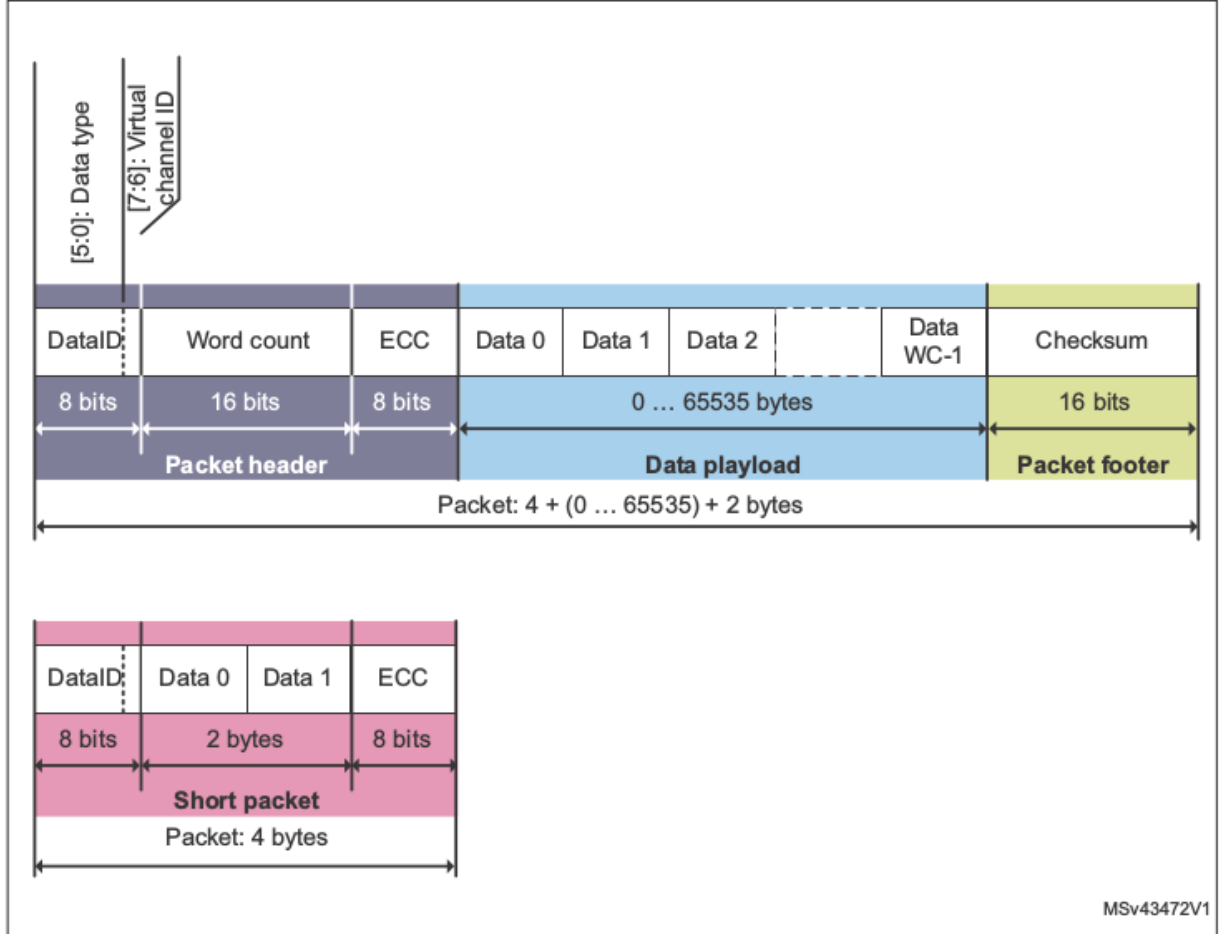 [5:0]: Data type
[7:6]: Virtual
channel ID
DataID
Word count
ECC
Data 0
Data 1
Data 2
Data
WC-1
Checksum
8 bits
16 bits
8 bits
0 … 65535 bytes
16 bits
Packet header
Data playload
Packet footer
Packet: 4 + (0 … 65535) + 2 bytes
DataID
Data 0
Data 1
ECC
8 bits
2 bytes
8 bits
Short packet
Packet: 4 bytes
MSv43472V1